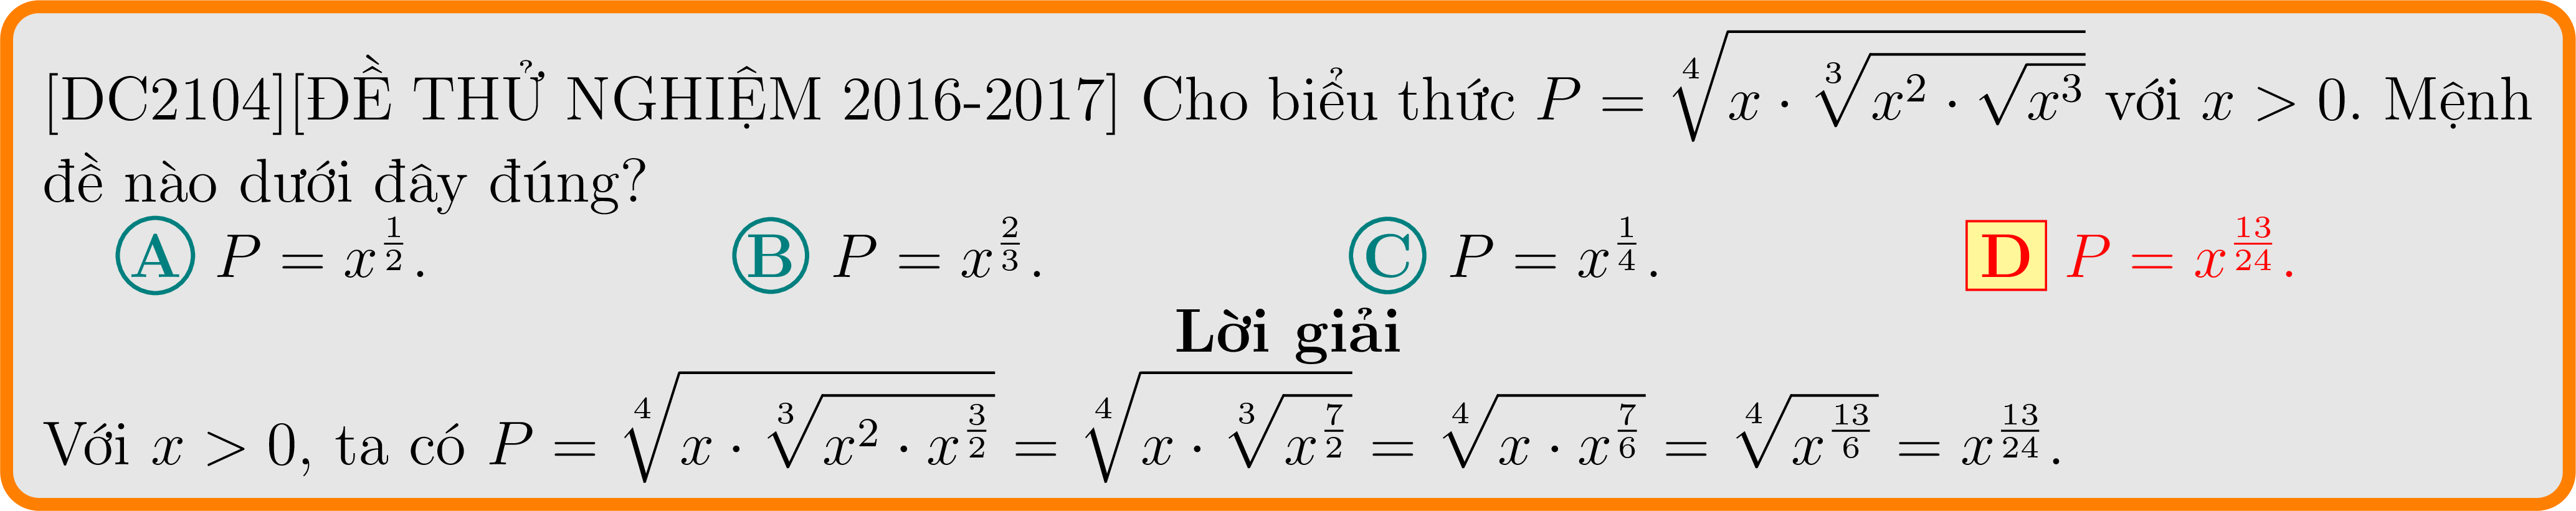 [DC2104][ĐỀ THỬ NGHIỆM 2016-2017] Cho biểu thức $P = \sqrt[4]{x \cdot \sqrt[3]{x^2 \cdot \sqrt{x^3}}}$ với $x > 0$. Mệnh
đề nào dưới đây đúng?
A $P = x^{\frac{1}{2}}$. B $P = x^{\frac{2}{3}}$. C $P = x^{\frac{1}{4}}$. D $P = x^{\frac{13}{24}}$.
Lời giải
Với $x > 0$, ta có $P = \sqrt[4]{x \cdot \sqrt[3]{x^2 \cdot x^{\frac{3}{2}}}} = \sqrt[4]{x \cdot \sqrt[3]{x^{\frac{7}{2}}}} = \sqrt[4]{x \cdot x^{\frac{7}{6}}} = \sqrt[4]{x^{\frac{13}{6}}} = x^{\frac{13}{24}}$.